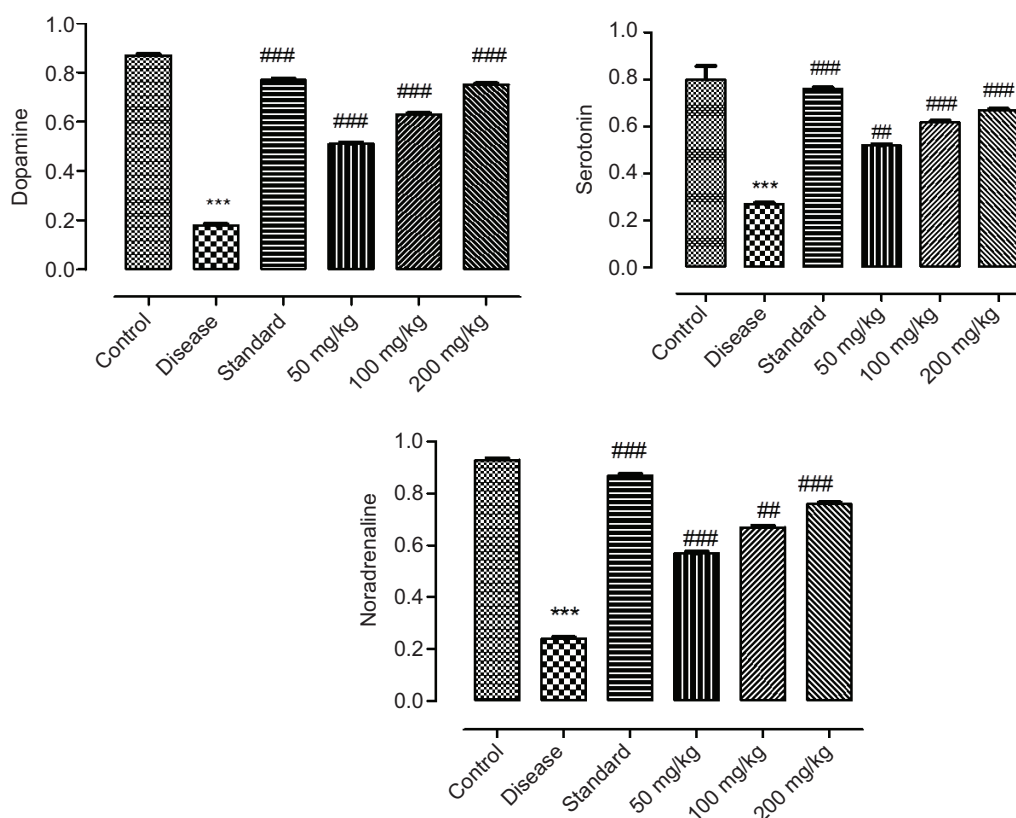 1.0
0.8
0.6
0.4
0.2
0.0
Dopamine
***
###
###
###
###
Control
Disease
Standard
50 mg/kg
100 mg/kg
200 mg/kg
1.0
0.8
0.6
0.4
0.2
0.0
Serotonin
***
###
##
###
###
Control
Disease
Standard
50 mg/kg
100 mg/kg
200 mg/kg
1.0
0.8
0.6
0.4
0.2
0.0
Noradrenaline
***
###
###
##
###
Control
Disease
Standard
50 mg/kg
100 mg/kg
200 mg/kg